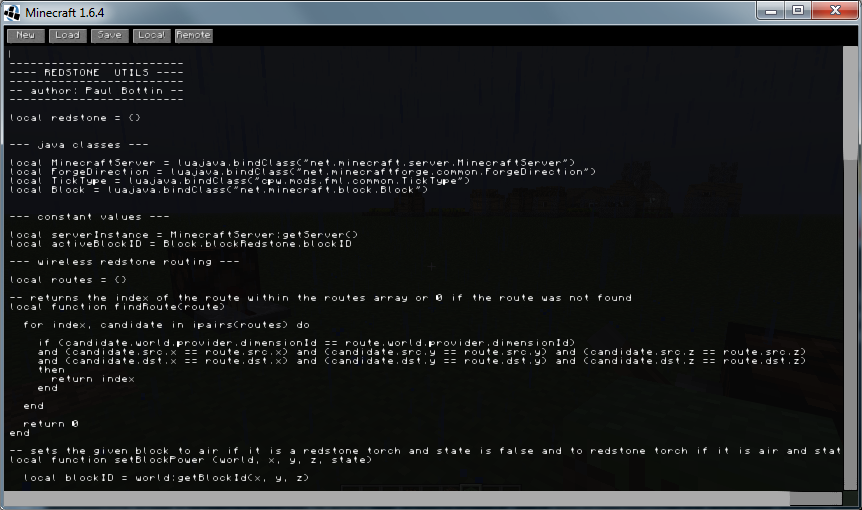 Minecraft 1.6.4
New Load Save Local Remote
--------------------------
---- REDSTONE  UTILS ----
--------------------------
-- author: Paul Bottin --
--------------------------
local redstone = {}
--- java classes ---
local MinecraftServer = luajava.bindClass("net.minecraft.server.MinecraftServer")
local ForgeDirection = luajava.bindClass("net.minecraftforge.common.ForgeDirection")
local TickType = luajava.bindClass("cpw.mods.fml.common.TickType")
local Block = luajava.bindClass("net.minecraft.block.Block")
--- constant values ---
local serverInstance = MinecraftServer:getServer()
local activeBlockID = Block.blockRedstone.blockID
--- wireless redstone routing ---
local routes = {}
-- returns the index of the route within the routes array or 0 if the route was not found
local function findRoute(route)
for index, candidate in ipairs(routes) do
if (candidate.world.provider.dimensionId == route.world.provider.dimensionId)
and (candidate.src.x == route.src.x) and (candidate.src.y == route.src.y) and (candidate.src.z == route.src.z)
and (candidate.dst.x == route.dst.x) and (candidate.dst.y == route.dst.y) and (candidate.dst.z == route.dst.z)
then
return index
end
end
return 0
end
-- sets the given block to air if it is a redstone torch and state is false and to redstone torch if it is air and stat
local function setBlockPower (world, x, y, z, state)
local blockID = world:getBlockId(x, y, z)